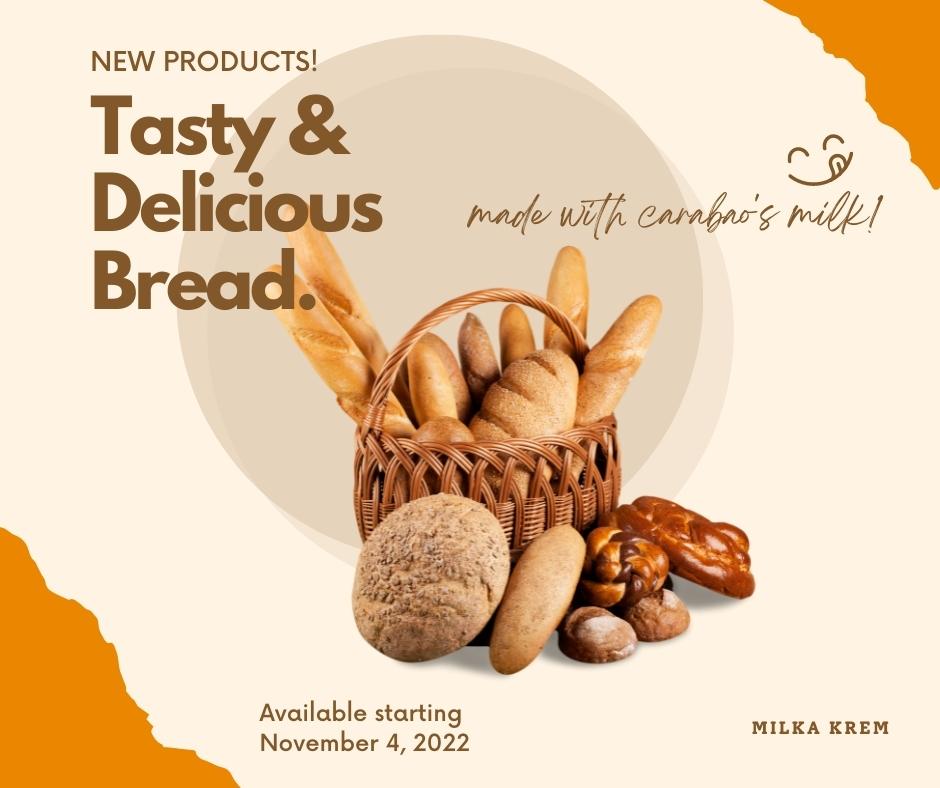 NEW PRODUCTS!
Tasty &
Delicious
Bread.
made with carabao's milk!
Available starting
November 4, 2022
MILKA KREM